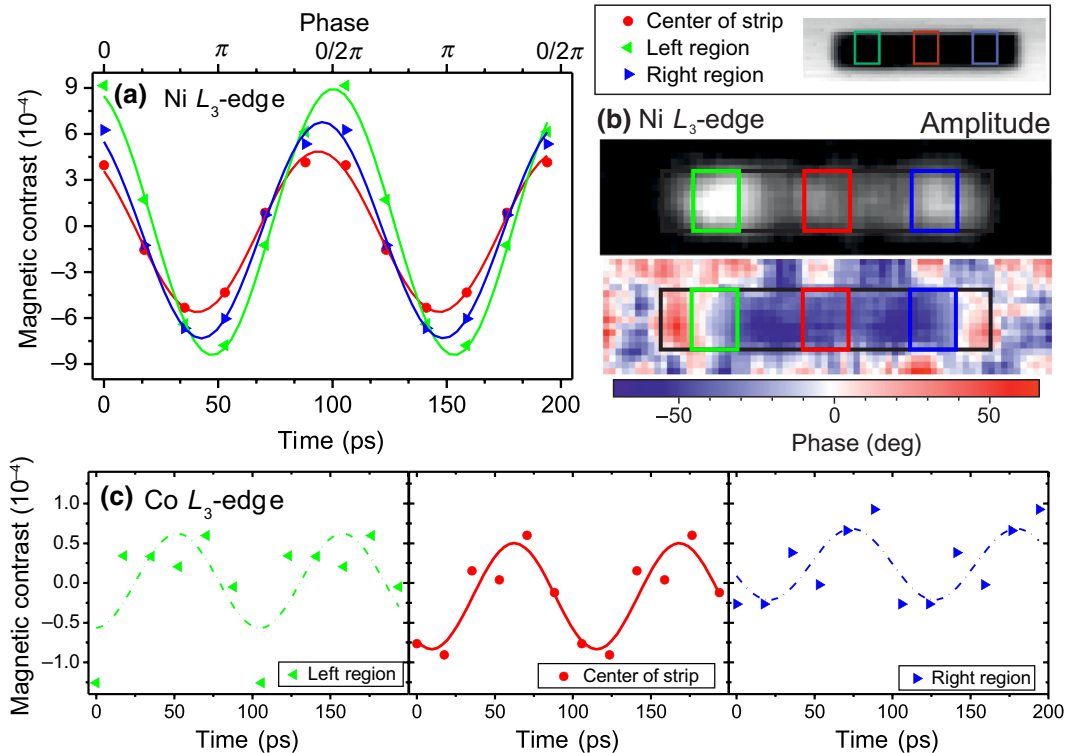 Phase
0 π 0/2π π 0/2π
(a) Ni L3-edge
Magnetic contrast (10⁻⁴)
9
6
3
0
−3
−6
−9
0 50 100 150 200
Time (ps)
Center of strip
Left region
Right region
(b) Ni L3-edge
Amplitude
−50 0 50
Phase (deg)
(c) Co L3-edge
Magnetic contrast (10⁻⁴)
1.0
0.5
0.0
−0.5
−1.0
Left region
Center of strip
Right region
0 50 100 150
0 50 100 150
0 50 100 150 200
Time (ps)
Time (ps)
Time (ps)